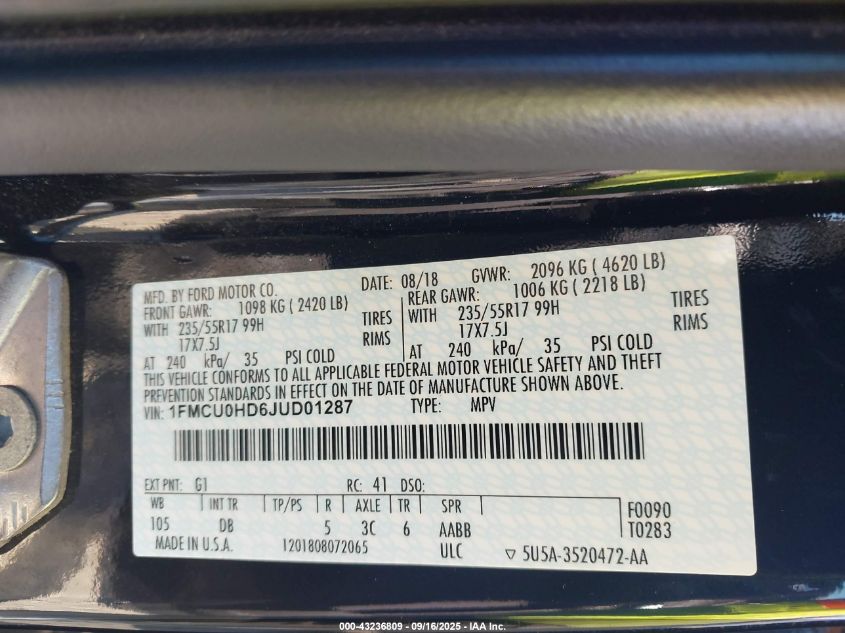 MFD. BY FORD MOTOR CO. DATE: 08/18 GVWR: 2096 KG ( 4620 LB)
FRONT GAWR: 1098 KG ( 2420 LB) REAR GAWR: 1006 KG ( 2218 LB)
WITH 235/55R17 99H TIRES WITH 235/55R17 99H TIRES
17X7.5J RIMS 17X7.5J RIMS
AT 240 kPa/ 35 PSI COLD AT 240 kPa/ 35 PSI COLD
THIS VEHICLE CONFORMS TO ALL APPLICABLE FEDERAL MOTOR VEHICLE SAFETY AND THEFT
PREVENTION STANDARDS IN EFFECT ON THE DATE OF MANUFACTURE SHOWN ABOVE.
VIN: 1FMCU0HD6JUD01287 TYPE: MPV
EXT PNT: G1 RC: 41 DSO:
WB INT TR TP/PS R AXLE TR SPR F0090
105 DB 5 3C 6 AABB T0283
MADE IN U.S.A. 1201808072065 ULC ▽ 5U5A-3520472-AA
000-43236809 - 09/16/2025 - IAA Inc.